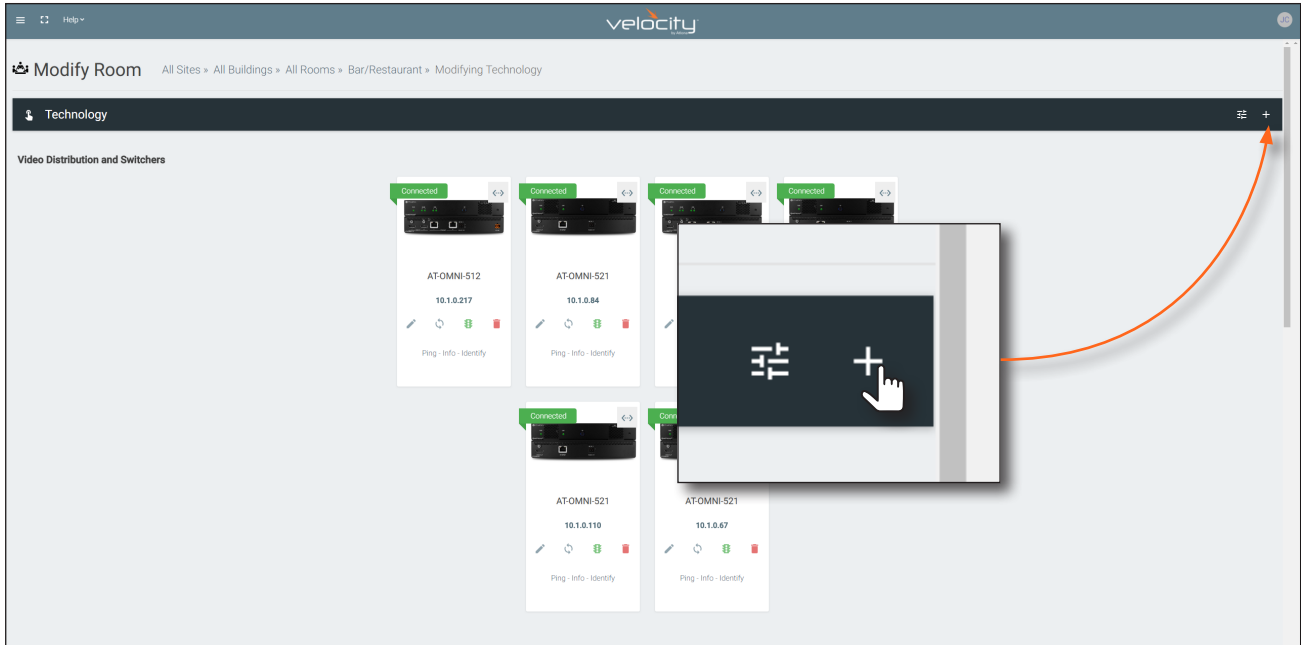 Help
velocity
by Atlona
JC
Modify Room All Sites » All Buildings » All Rooms » Bar/Restaurant » Modifying Technology
Technology
Video Distribution and Switchers
Connected Connected Connected Connected
AT-OMNI-512 AT-OMNI-521
10.1.0.217 10.1.0.84
Ping - Info - Identify Ping - Info - Identify
Connected
AT-OMNI-521 AT-OMNI-521
10.1.0.110 10.1.0.67
Ping - Info - Identify Ping - Info - Identify